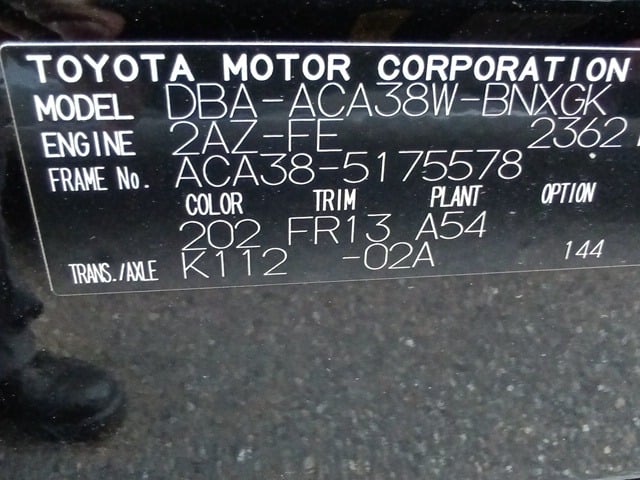 TOYOTA MOTOR CORPORATION
MODEL DBA-ACA38W-BNXGK
ENGINE 2AZ-FE 2362
FRAME No. ACA38-5175578
COLOR TRIM PLANT OPTION
202 FR13 A54
TRANS./AXLE K112 -02A 144